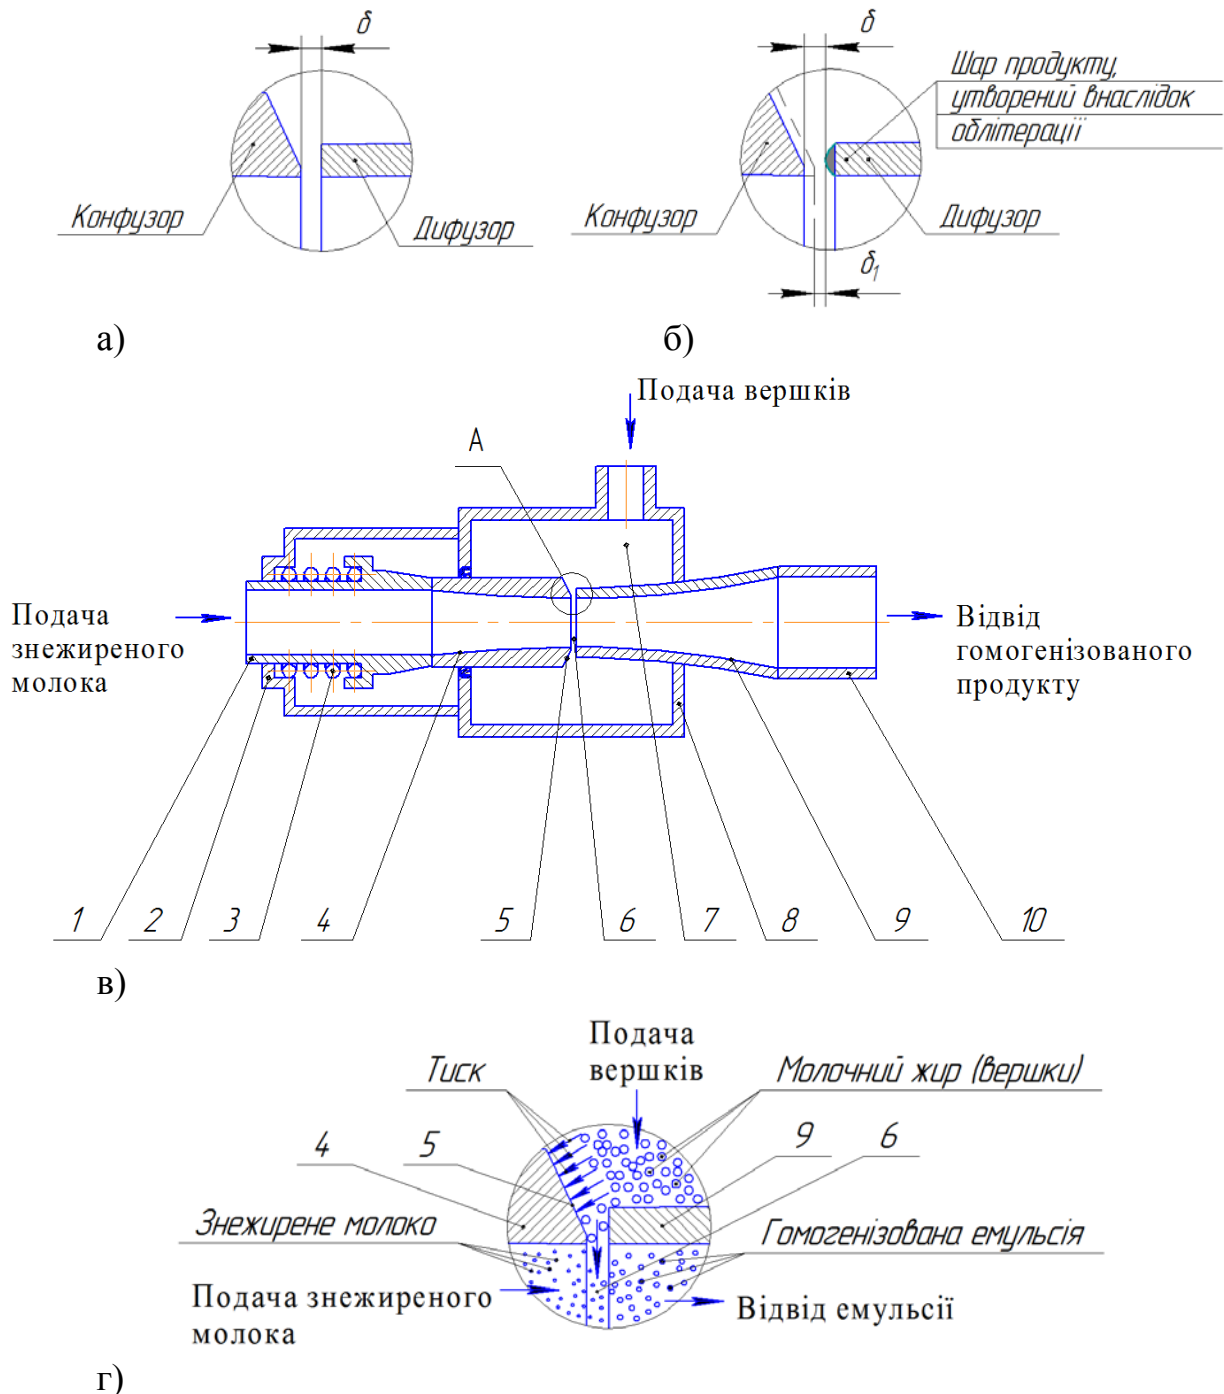 δ
Конфузор
Дифузор
а)
δ
Шар продукту,
утворений внаслідок
облітерації
Конфузор
Дифузор
δ₁
б)
Подача вершків
А
Подача
знежиреного
молока
Відвід
гомогенізованого
продукту
1 2 3 4 5 6 7 8 9 10
в)
Подача
вершків
Тиск
Молочний жир (вершки)
4 5 9 6
Знежирене молоко
Гомогенізована емульсія
Подача знежиреного
молока
Відвід емульсії
г)